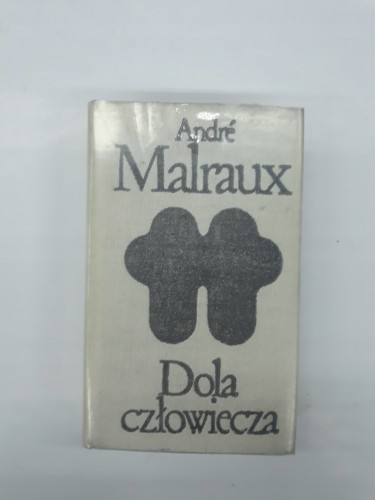 André
Malraux
Dola
człowiecza